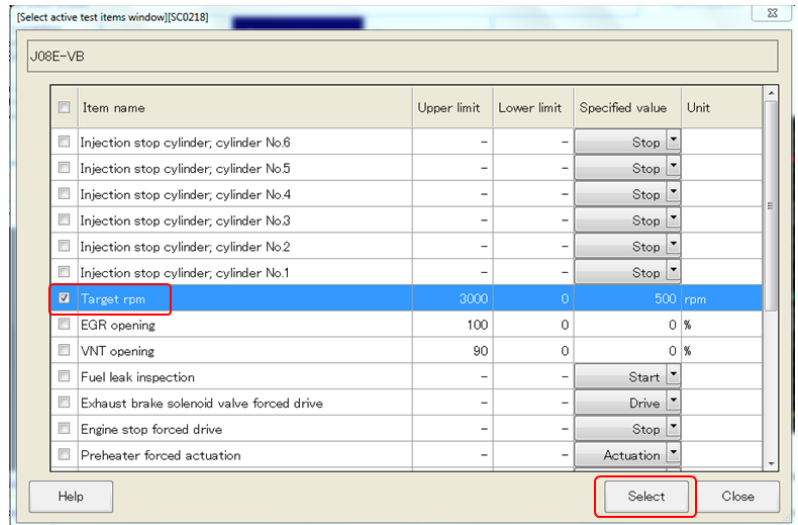 [Select active test items window][SC0218]
J08E-VB
Item name Upper limit Lower limit Specified value Unit
Injection stop cylinder; cylinder No.6 - - Stop
Injection stop cylinder; cylinder No.5 - - Stop
Injection stop cylinder; cylinder No.4 - - Stop
Injection stop cylinder; cylinder No.3 - - Stop
Injection stop cylinder; cylinder No.2 - - Stop
Injection stop cylinder; cylinder No.1 - - Stop
Target rpm 3000 0 500 rpm
EGR opening 100 0 0 %
VNT opening 90 0 0 %
Fuel leak inspection - - Start
Exhaust brake solenoid valve forced drive - - Drive
Engine stop forced drive - - Stop
Preheater forced actuation - - Actuation
Help Select Close